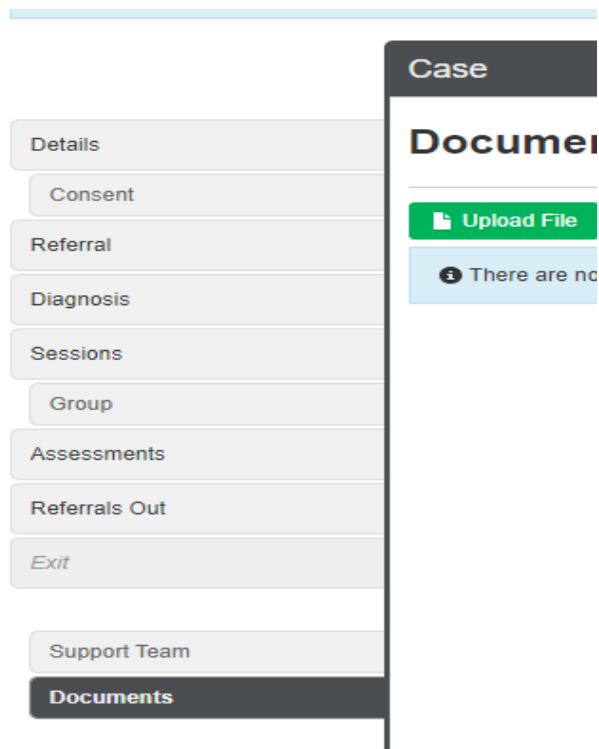 Case
Details
Consent
Referral
Diagnosis
Sessions
Group
Assessments
Referrals Out
Exit
Support Team
Documents
Upload File
There are no